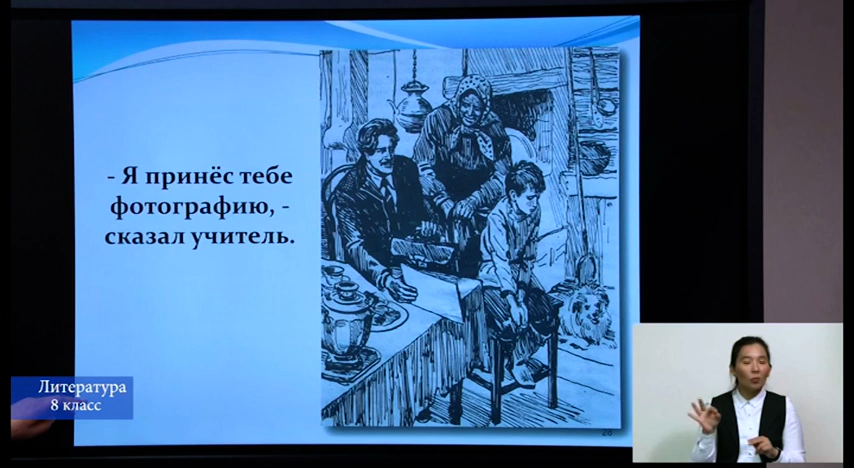 - Я принёс тебе
фотографию, -
сказал учитель.
Литература
8 класс